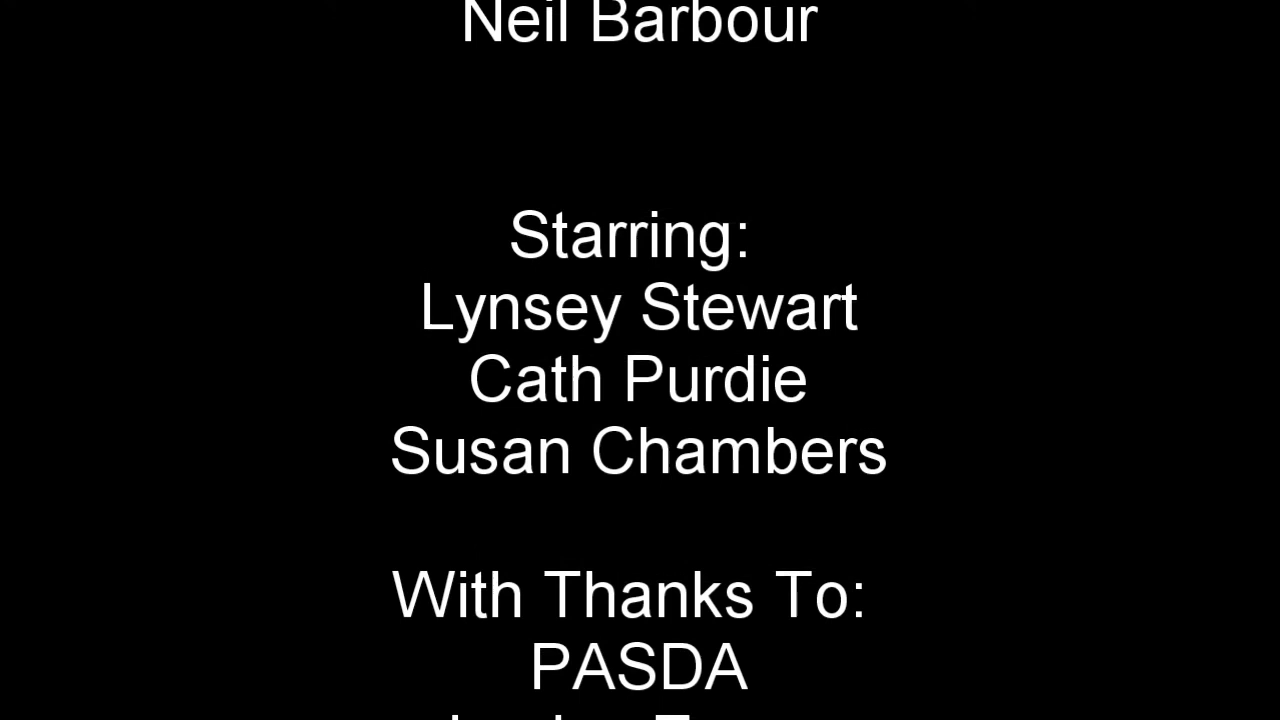 Neil Barbour
Starring:
Lynsey Stewart
Cath Purdie
Susan Chambers
With Thanks To:
PASDA